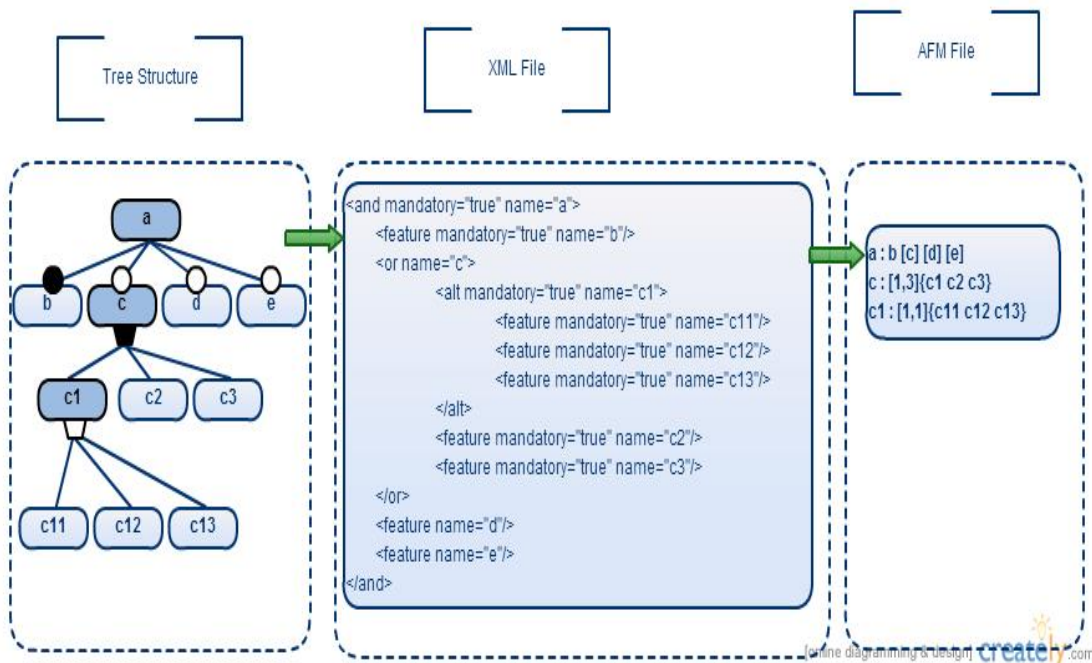 Tree Structure
XML File
AFM File
a
b
c
d
e
c1
c2
c3
c11
c12
c13
<and mandatory="true" name="a">
<feature mandatory="true" name="b"/>
<or name="c">
<alt mandatory="true" name="c1">
<feature mandatory="true" name="c11"/>
<feature mandatory="true" name="c12"/>
<feature mandatory="true" name="c13"/>
</alt>
<feature mandatory="true" name="c2"/>
<feature mandatory="true" name="c3"/>
</or>
<feature name="d"/>
<feature name="e"/>
</and>
a : b [c] [d] [e]
c : [1,3]{c1 c2 c3}
c1 : [1,1]{c11 c12 c13}
[online diagramming & design] creately.com